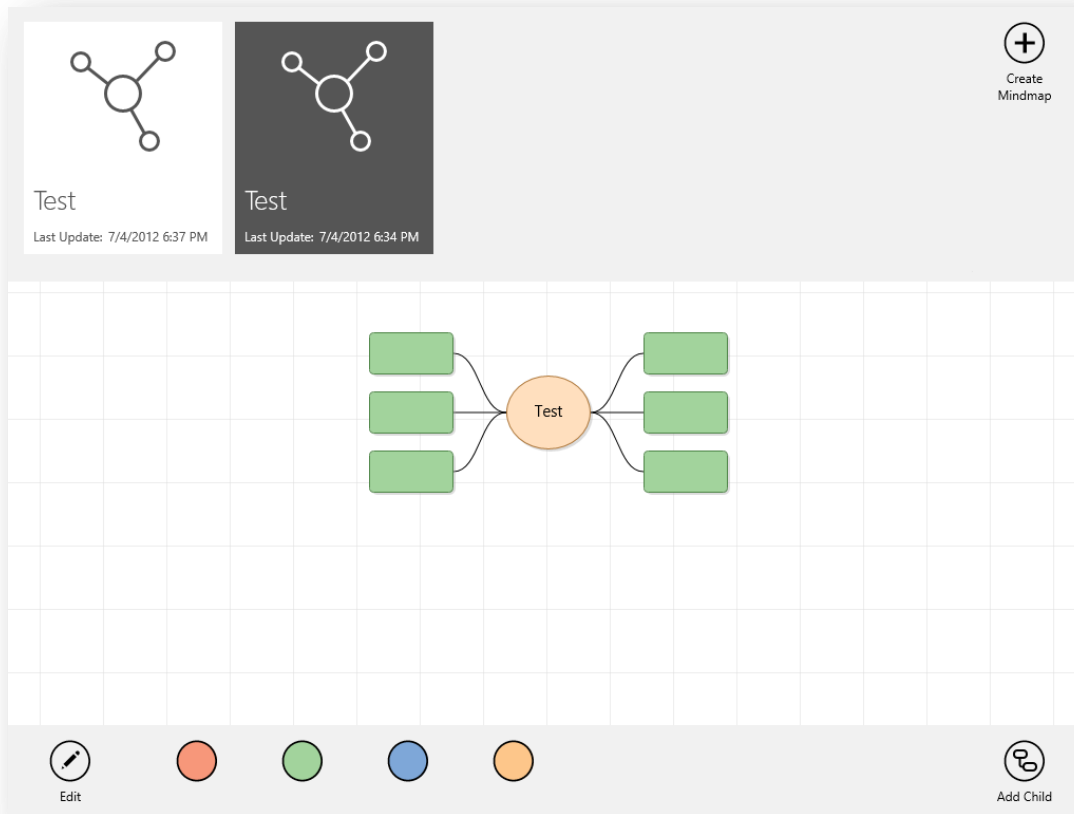 Test
Last Update: 7/4/2012 6:37 PM
Test
Last Update: 7/4/2012 6:34 PM
Create
Mindmap
Test
Edit
Add Child